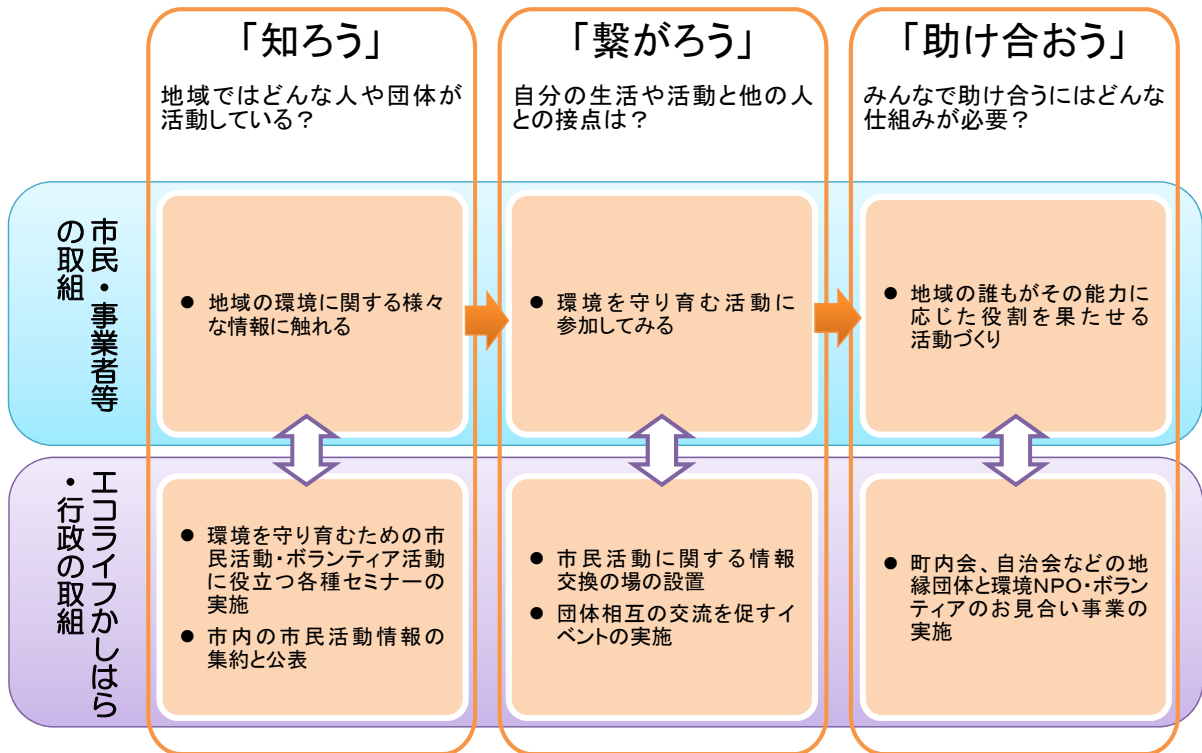 「知ろう」
地域ではどんな人や団体が
活動している？
「繋がろう」
自分の生活や活動と他の人
との接点は？
「助け合おう」
みんなで助け合うにはどんな
仕組みが必要？
市民・事業者等
の取組
● 地域の環境に関する様々
な情報に触れる
● 環境を守り育む活動に
参加してみる
● 地域の誰もがその能力に
応じた役割を果たせる
活動づくり
エコライフかしはら
・行政の取組
● 環境を守り育むための市
民活動・ボランティア活動
に役立つ各種セミナーの
実施
● 市内の市民活動情報の
集約と公表
● 市民活動に関する情報
交換の場の設置
● 団体相互の交流を促すイ
ベントの実施
● 町内会、自治会などの地
縁団体と環境NPO・ボラン
ティアのお見合い事業の
実施